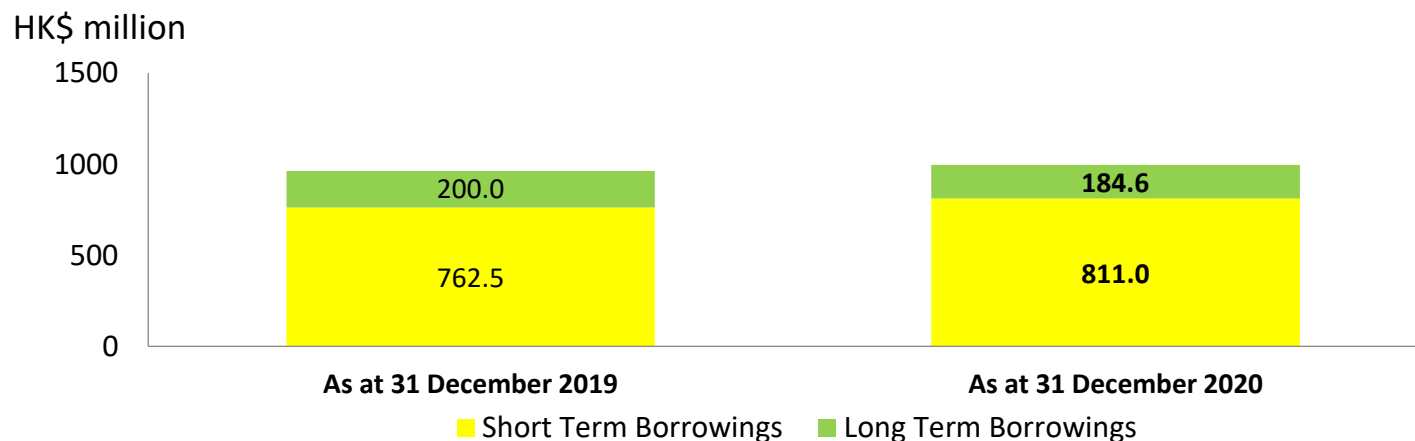 HK$ million
1500
1000
500
0
200.0
762.5
184.6
811.0
As at 31 December 2019
As at 31 December 2020
Short Term Borrowings
Long Term Borrowings